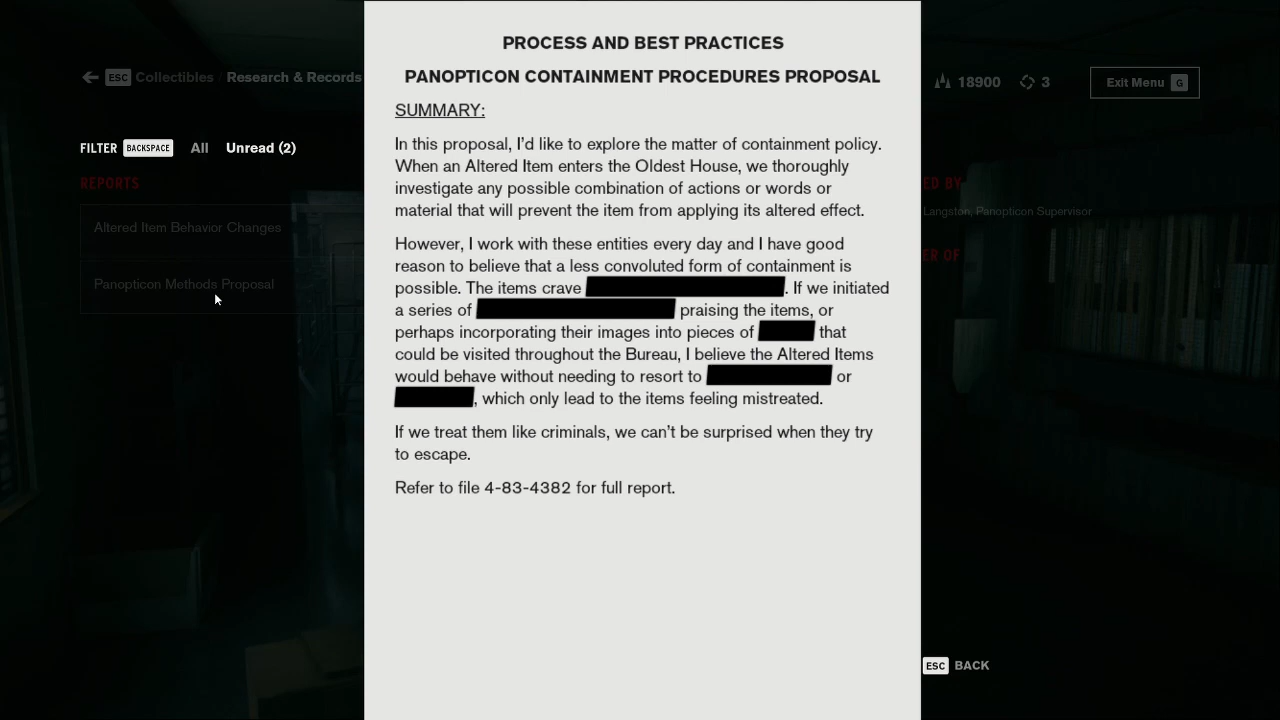 PROCESS AND BEST PRACTICES
PANOPTICON CONTAINMENT PROCEDURES PROPOSAL
ESC Collectibles / Research & Records
18900
3
Exit Menu G
SUMMARY:
FILTER BACKSPACE All Unread (2)
REPORTS
Altered Item Behavior Changes
Panopticon Methods Proposal
In this proposal, I'd like to explore the matter of containment policy.
When an Altered Item enters the Oldest House, we thoroughly
investigate any possible combination of actions or words or
material that will prevent the item from applying its altered effect.
However, I work with these entities every day and I have good
reason to believe that a less convoluted form of containment is
possible. The items crave . If we initiated
a series of praising the items, or
perhaps incorporating their images into pieces of that
could be visited throughout the Bureau, I believe the Altered Items
would behave without needing to resort to or
, which only lead to the items feeling mistreated.
If we treat them like criminals, we can't be surprised when they try
to escape.
Refer to file 4-83-4382 for full report.
ED BY
Langston, Panopticon Supervisor
ER OF
ESC BACK